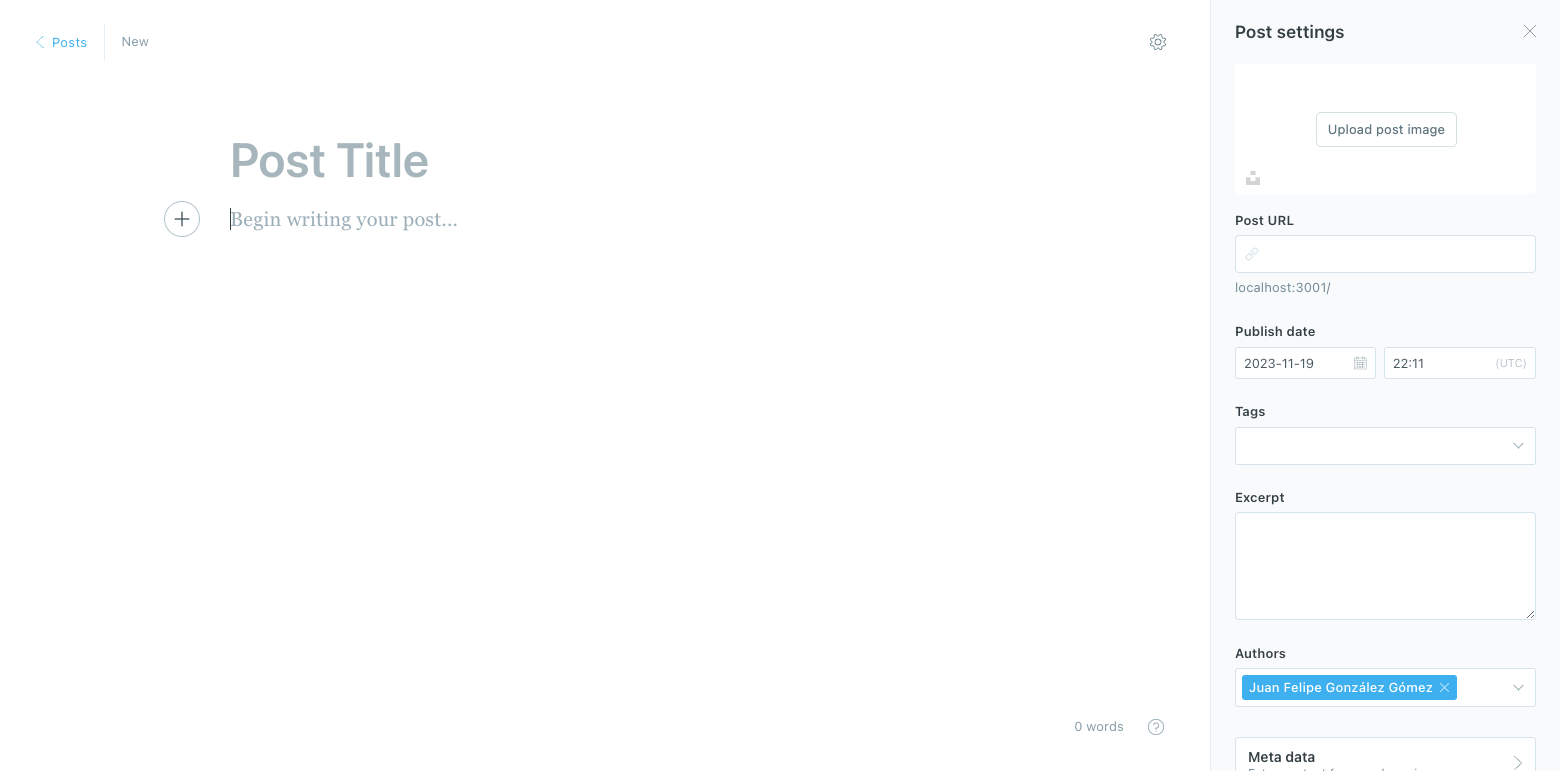 Posts
New
Post Title
Begin writing your post...
0 words
Post settings
Upload post image
Post URL
localhost:3001/
Publish date
2023-11-19
22:11 (UTC)
Tags
Excerpt
Authors
Juan Felipe González Gómez
Meta data